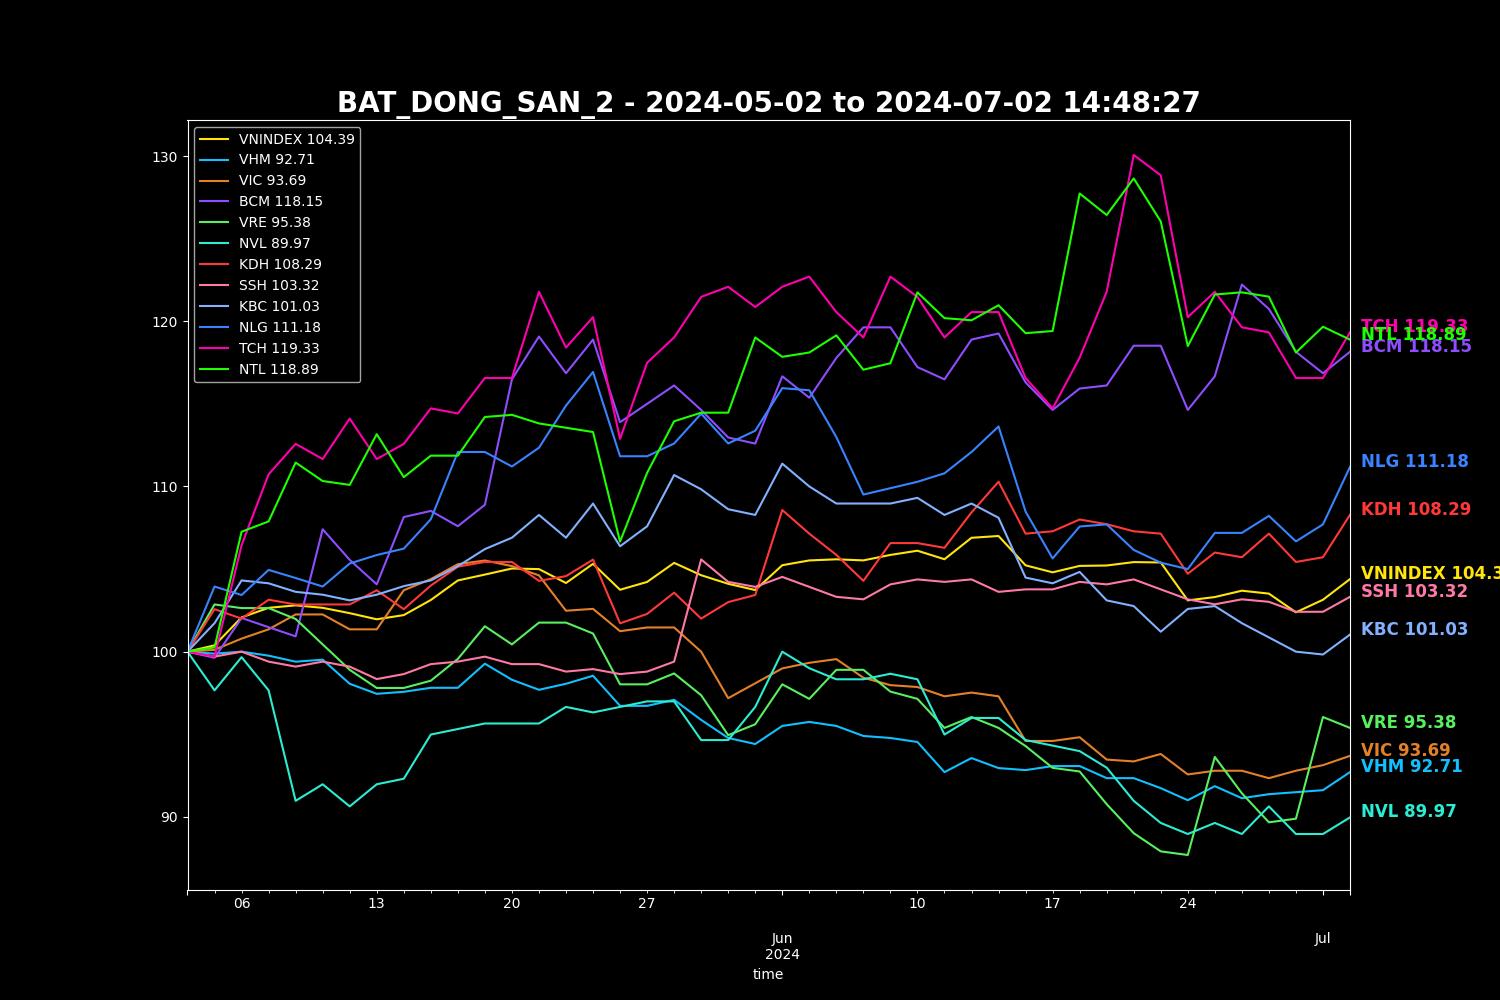 BAT_DONG_SAN_2 - 2024-05-02 to 2024-07-02 14:48:27
VNINDEX 104.39
VHM 92.71
VIC 93.69
BCM 118.15
VRE 95.38
NVL 89.97
KDH 108.29
SSH 103.32
KBC 101.03
NLG 111.18
TCH 119.33
NTL 118.89
130
120
110
100
90
TCH 119.33
NTL 118.89
BCM 118.15
NLG 111.18
KDH 108.29
VNINDEX 104.3
SSH 103.32
KBC 101.03
VRE 95.38
VIC 93.69
VHM 92.71
NVL 89.97
06 13 20 27 10 17 24
Jun Jul
2024
time